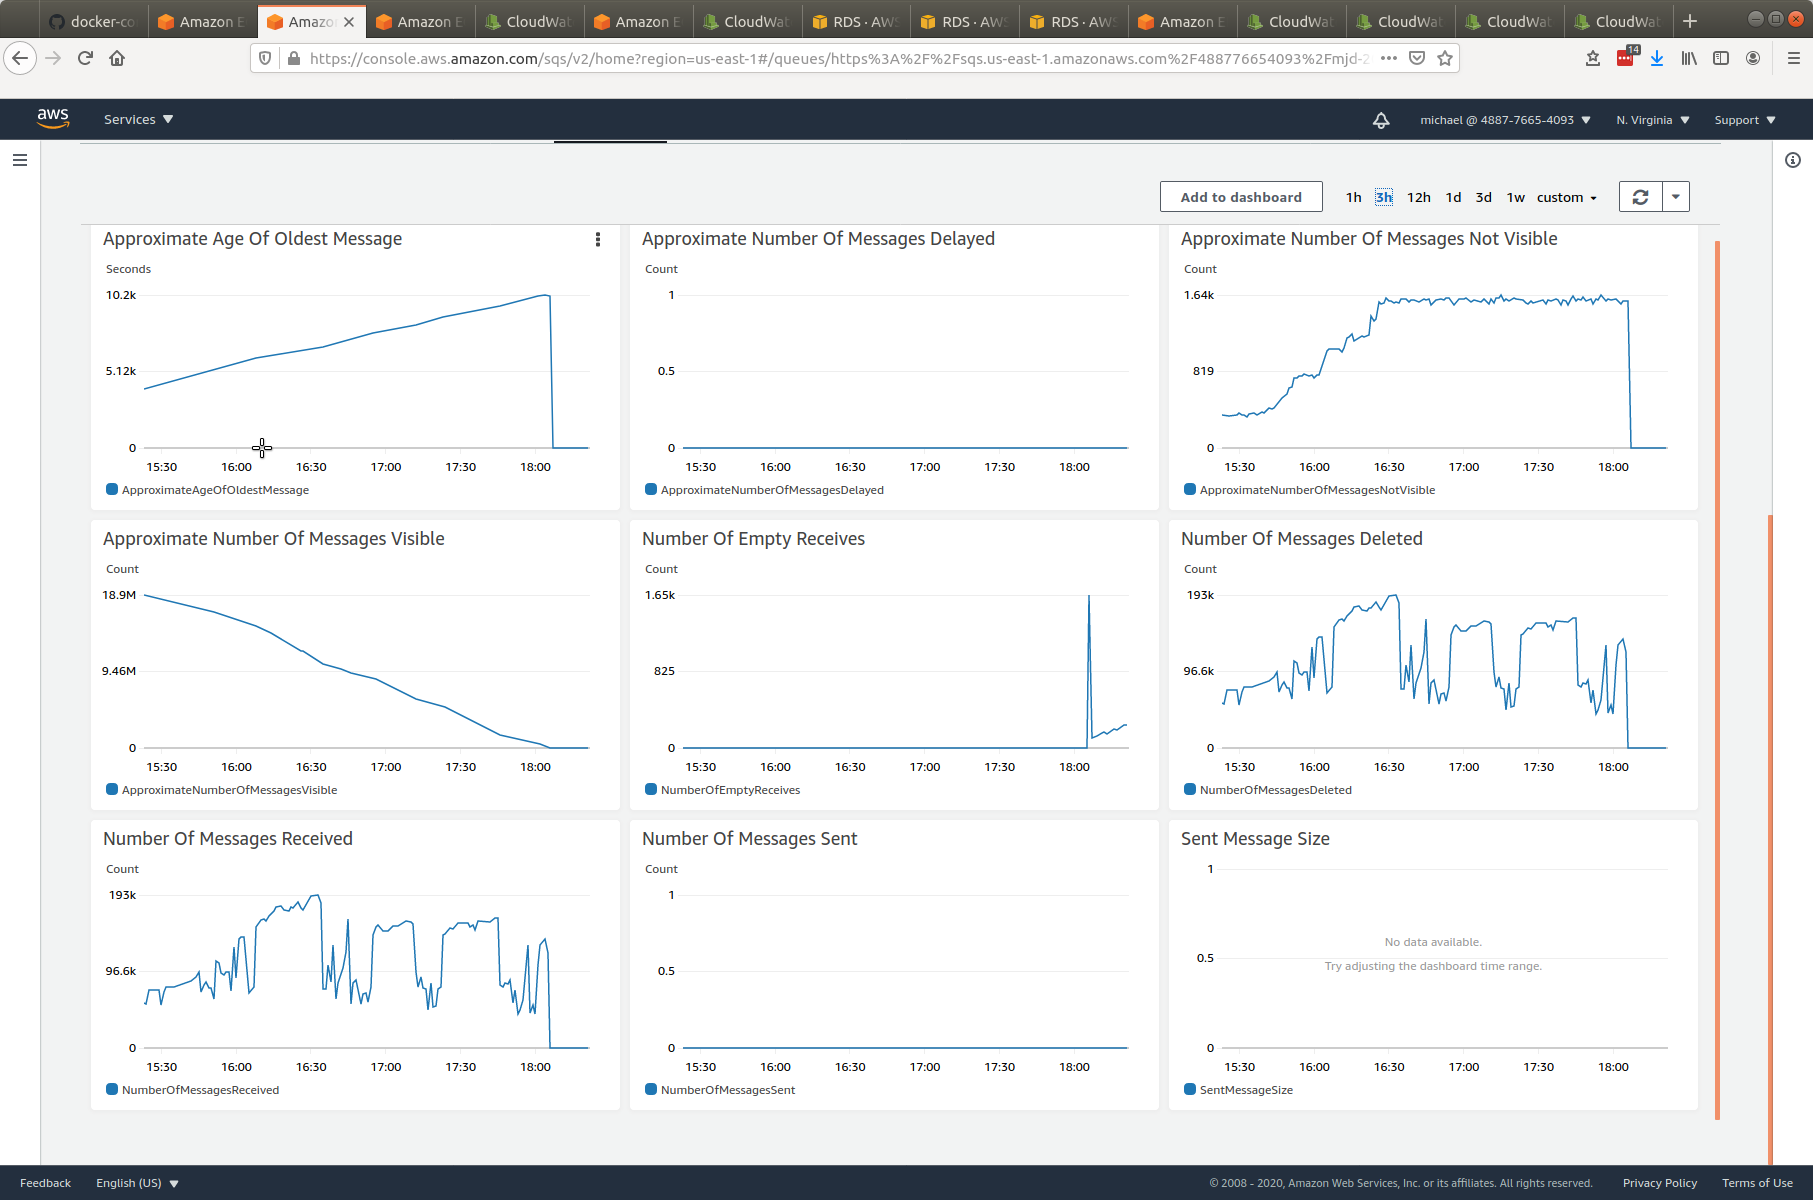 docker-co Amazon E Amazo Amazon E CloudWat Amazon E CloudWat RDS · AWS RDS · AWS RDS · AWS Amazon E CloudWat CloudWat CloudWat CloudWat
https://console.aws.amazon.com/sqs/v2/home?region=us-east-1#/queues/https%3A%2F%2Fsqs.us-east-1.amazonaws.com%2F488776654093%2Fmjd-2
14
aws Services michael @ 4887-7665-4093 N. Virginia Support
Add to dashboard 1h 3h 12h 1d 3d 1w custom
Approximate Age Of Oldest Message
Seconds
10.2k
5.12k
0
15:30 16:00 16:30 17:00 17:30 18:00
ApproximateAgeOfOldestMessage
Approximate Number Of Messages Delayed
Count
1
0.5
0
15:30 16:00 16:30 17:00 17:30 18:00
ApproximateNumberOfMessagesDelayed
Approximate Number Of Messages Not Visible
Count
1.64k
819
0
15:30 16:00 16:30 17:00 17:30 18:00
ApproximateNumberOfMessagesNotVisible
Approximate Number Of Messages Visible
Count
18.9M
9.46M
0
15:30 16:00 16:30 17:00 17:30 18:00
ApproximateNumberOfMessagesVisible
Number Of Empty Receives
Count
1.65k
825
0
15:30 16:00 16:30 17:00 17:30 18:00
NumberOfEmptyReceives
Number Of Messages Deleted
Count
193k
96.6k
0
15:30 16:00 16:30 17:00 17:30 18:00
NumberOfMessagesDeleted
Number Of Messages Received
Count
193k
96.6k
0
15:30 16:00 16:30 17:00 17:30 18:00
NumberOfMessagesReceived
Number Of Messages Sent
Count
1
0.5
0
15:30 16:00 16:30 17:00 17:30 18:00
NumberOfMessagesSent
Sent Message Size
1
No data available.
0.5
Try adjusting the dashboard time range.
0
15:30 16:00 16:30 17:00 17:30 18:00
SentMessageSize
Feedback English (US) © 2008 - 2020, Amazon Web Services, Inc. or its affiliates. All rights reserved. Privacy Policy Terms of Use